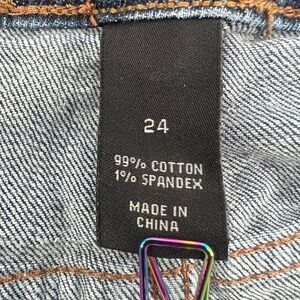 24
99% COTTON
1% SPANDEX
MADE IN
CHINA